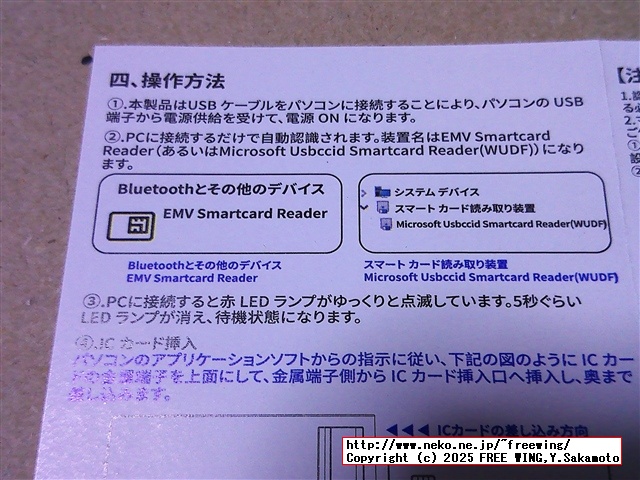 四、操作方法
①.本製品はUSB ケーブルをパソコンに接続することにより、パソコンの USB
端子から電源供給を受けて、電源 ON になります。
②.PCに接続するだけで自動認識されます。装置名はEMV Smartcard
Reader（あるいはMicrosoft Usbccid Smartcard Reader(WUDF)）になり
ます。
Bluetoothとその他のデバイス
EMV Smartcard Reader
システム デバイス
スマート カード読み取り装置
Microsoft Usbccid Smartcard Reader(WUDF)
Bluetoothとその他のデバイス
EMV Smartcard Reader
スマート カード読み取り装置
Microsoft Usbccid Smartcard Reader(WUDF)
③.PCに接続すると赤 LED ランプがゆっくりと点滅しています。5秒ぐらい
LED ランプが消え、待機状態になります。
④.IC カード挿入
パソコンのアプリケーションソフトからの指示に従い、下記の図のように IC カー
ドの金属端子を上面にして、金属端子側から IC カード挿入口へ挿入し、奥まで
差し込みます。
◀◀◀ ICカードの差し込み方向
【注
http://www.neko.ne.jp/~freewing/
Copyright (c) 2025 FREE WING,Y.Sakamoto